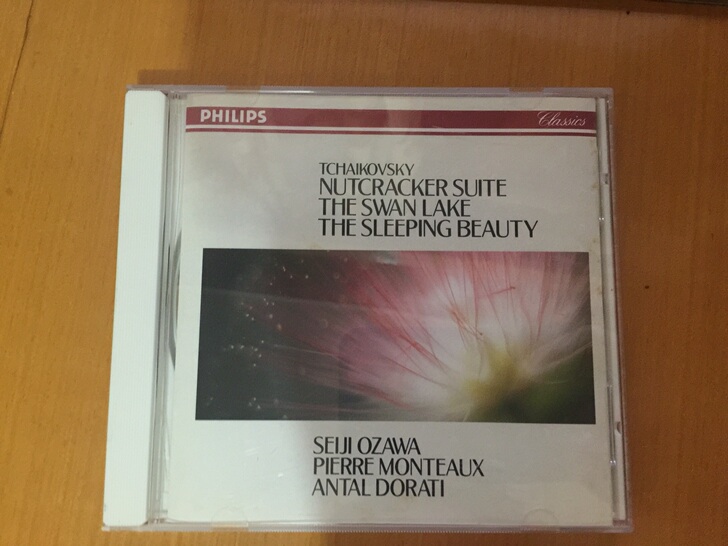 PHILIPS Classics
TCHAIKOVSKY
NUTCRACKER SUITE
THE SWAN LAKE
THE SLEEPING BEAUTY
SEIJI OZAWA
PIERRE MONTEAUX
ANTAL DORATI